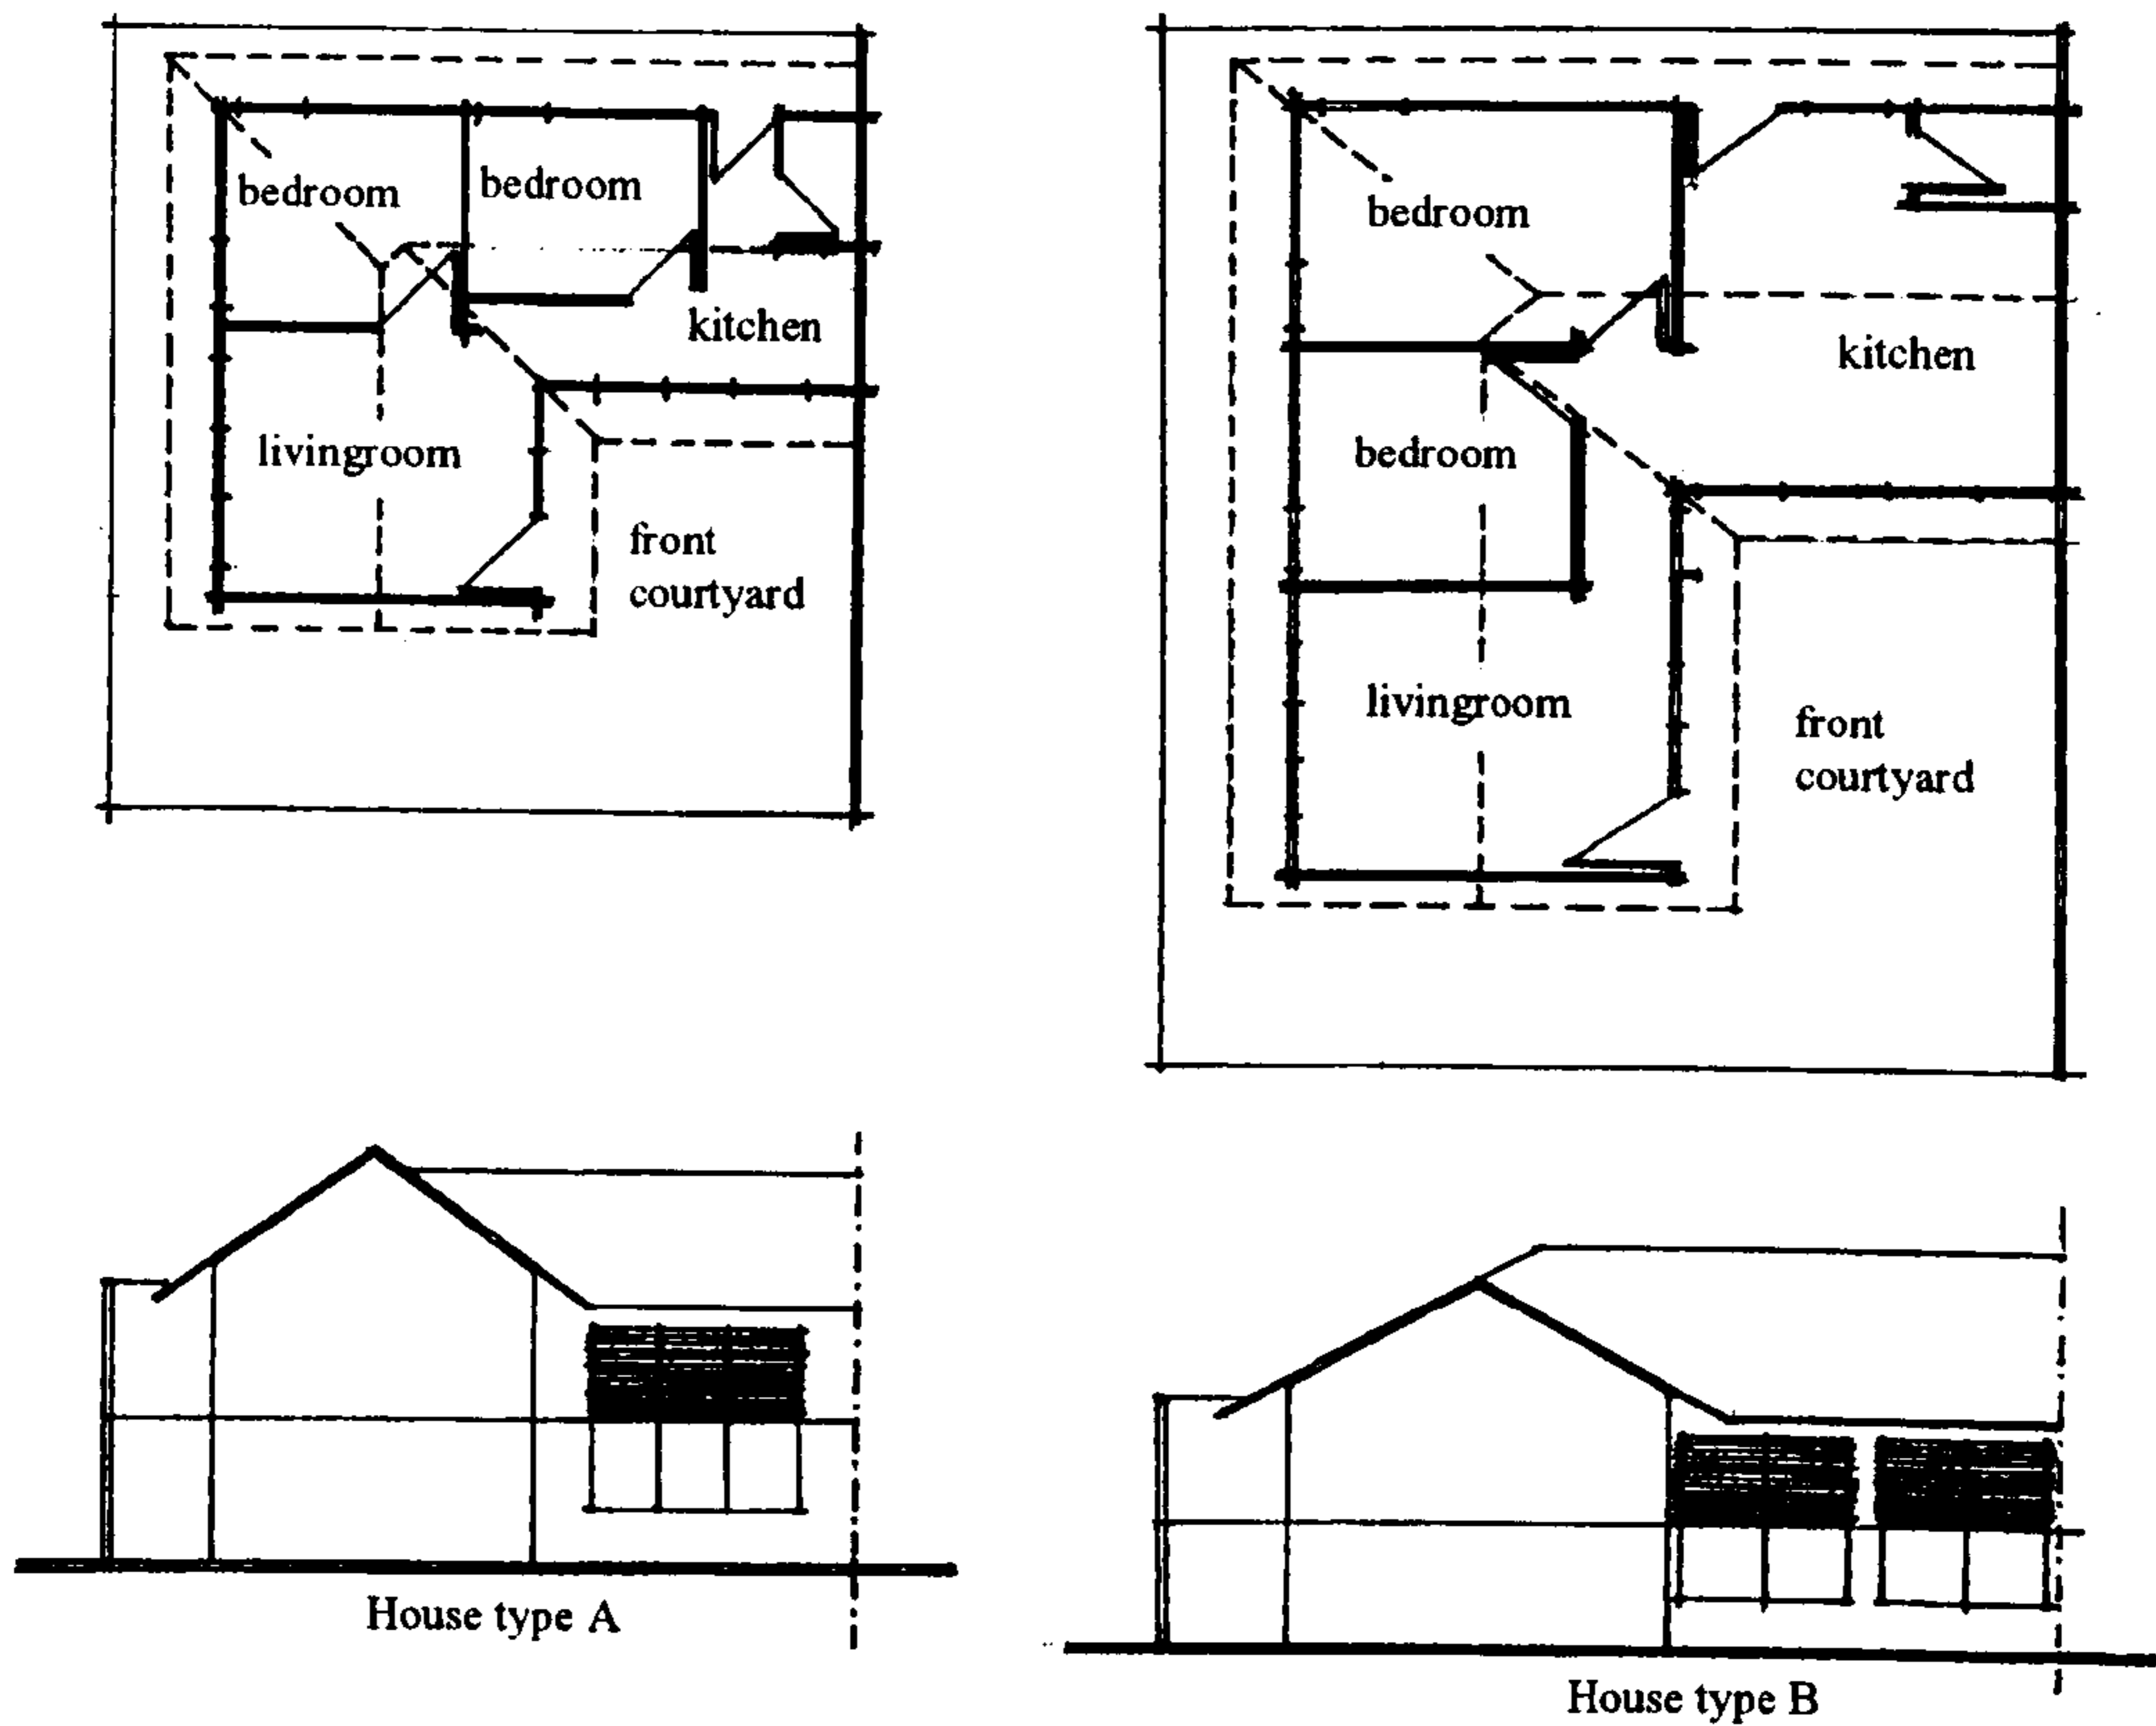 bedroom
bedroom
kitchen
livingroom
front
courtyard
House type A
bedroom
kitchen
bedroom
livingroom
front
courtyard
House type B